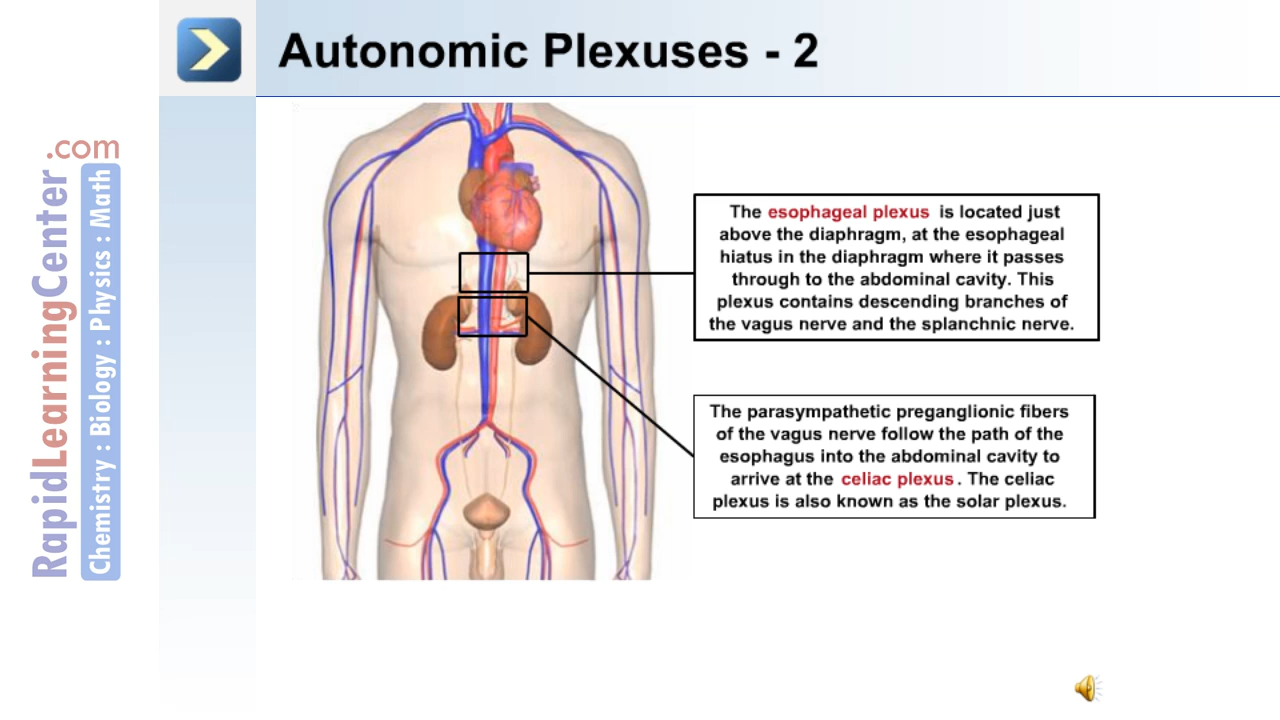 Autonomic Plexuses - 2
RapidLearningCenter.com
Chemistry : Biology : Physics : Math
The esophageal plexus is located just
above the diaphragm, at the esophageal
hiatus in the diaphragm where it passes
through to the abdominal cavity. This
plexus contains descending branches of
the vagus nerve and the splanchnic nerve.
The parasympathetic preganglionic fibers
of the vagus nerve follow the path of the
esophagus into the abdominal cavity to
arrive at the celiac plexus. The celiac
plexus is also known as the solar plexus.